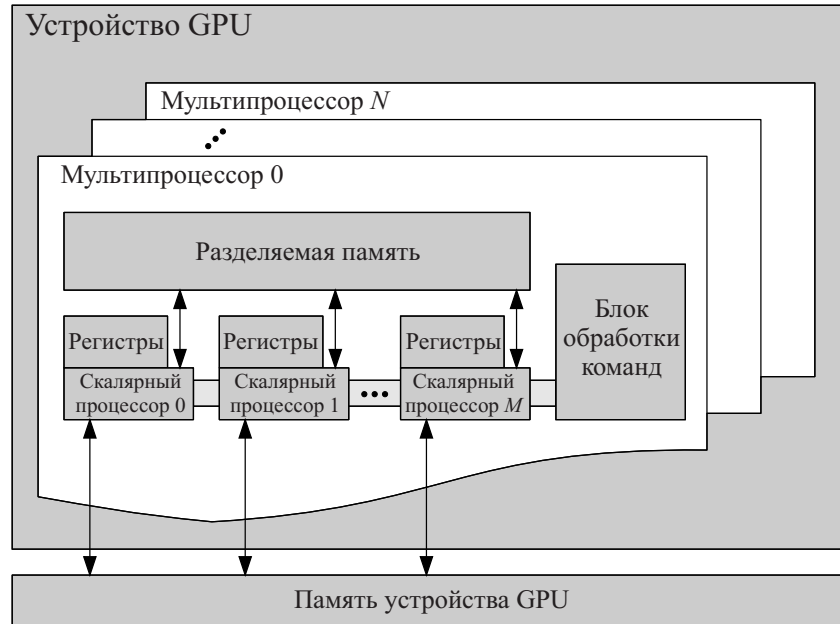 Устройство GPU
Мультипроцессор N
Мультипроцессор 0
Разделяемая память
Блок
обработки
команд
Регистры
Регистры
Регистры
Скалярный
процессор 0
Скалярный
процессор 1
Скалярный
процессор M
Память устройства GPU